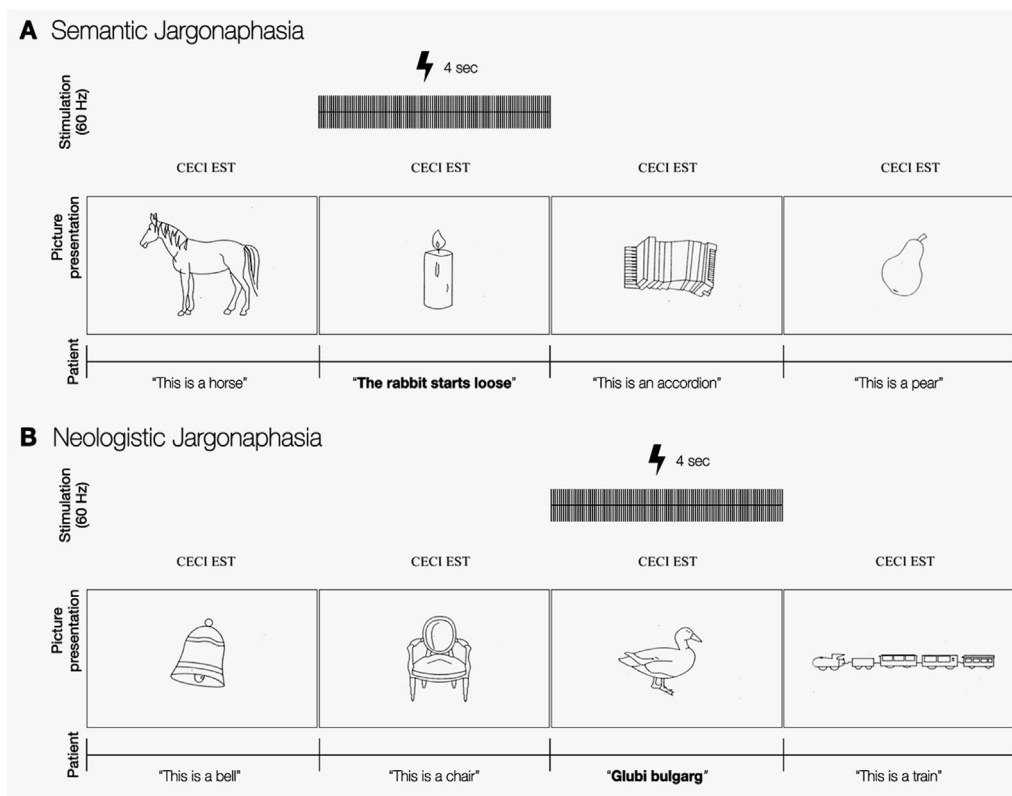 A Semantic Jargonaphasia
4 sec
Stimulation
(60 Hz)
CECI EST CECI EST CECI EST CECI EST
Picture
presentation
Patient
"This is a horse" "The rabbit starts loose" "This is an accordion" "This is a pear"
B Neologistic Jargonaphasia
4 sec
Stimulation
(60 Hz)
CECI EST CECI EST CECI EST CECI EST
Picture
presentation
Patient
"This is a bell" "This is a chair" "Glubi bulgarg" "This is a train"